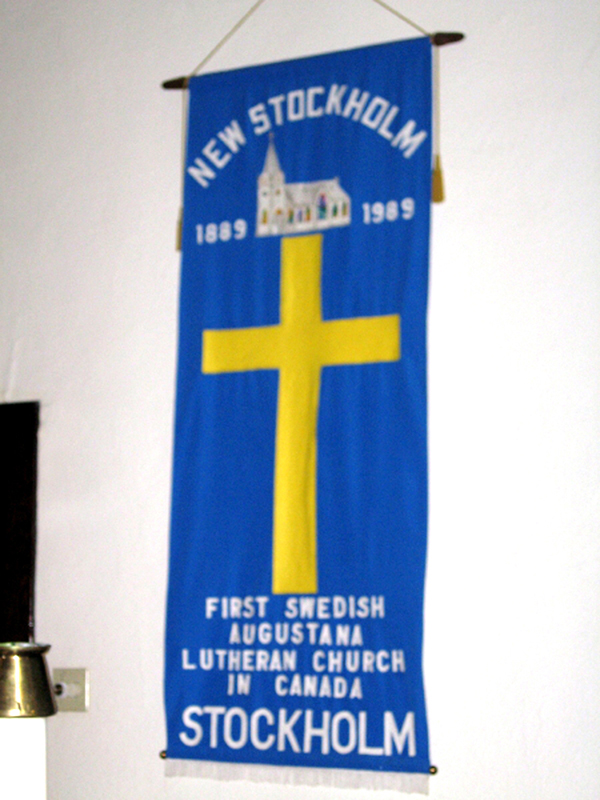 NEW STOCKHOLM
1889 1989
FIRST SWEDISH
AUGUSTANA
LUTHERAN CHURCH
IN CANADA
STOCKHOLM